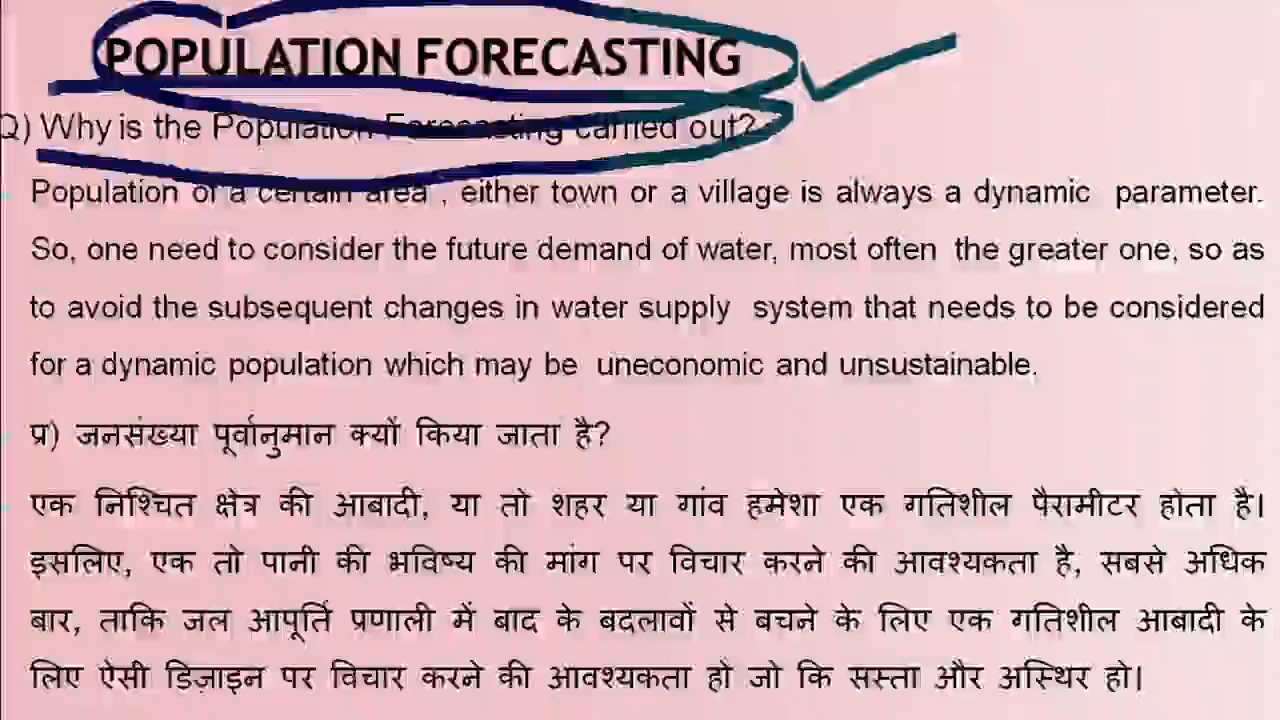 POPULATION FORECASTING
Q) Why is the Population Forecasting carried out?
Population of a certain area , either town or a village is always a dynamic parameter.
So, one need to consider the future demand of water, most often the greater one, so as
to avoid the subsequent changes in water supply system that needs to be considered
for a dynamic population which may be uneconomic and unsustainable.
प्र) जनसंख्या पूर्वानुमान क्यों किया जाता है?
एक निश्चित क्षेत्र की आबादी, या तो शहर या गांव हमेशा एक गतिशील पैरामीटर होता है।
इसलिए, एक तो पानी की भविष्य की मांग पर विचार करने की आवश्यकता है, सबसे अधिक
बार, ताकि जल आपूर्ति प्रणाली में बाद के बदलावों से बचने के लिए एक गतिशील आबादी के
लिए ऐसी डिज़ाइन पर विचार करने की आवश्यकता हो जो कि सस्ता और अस्थिर हो।